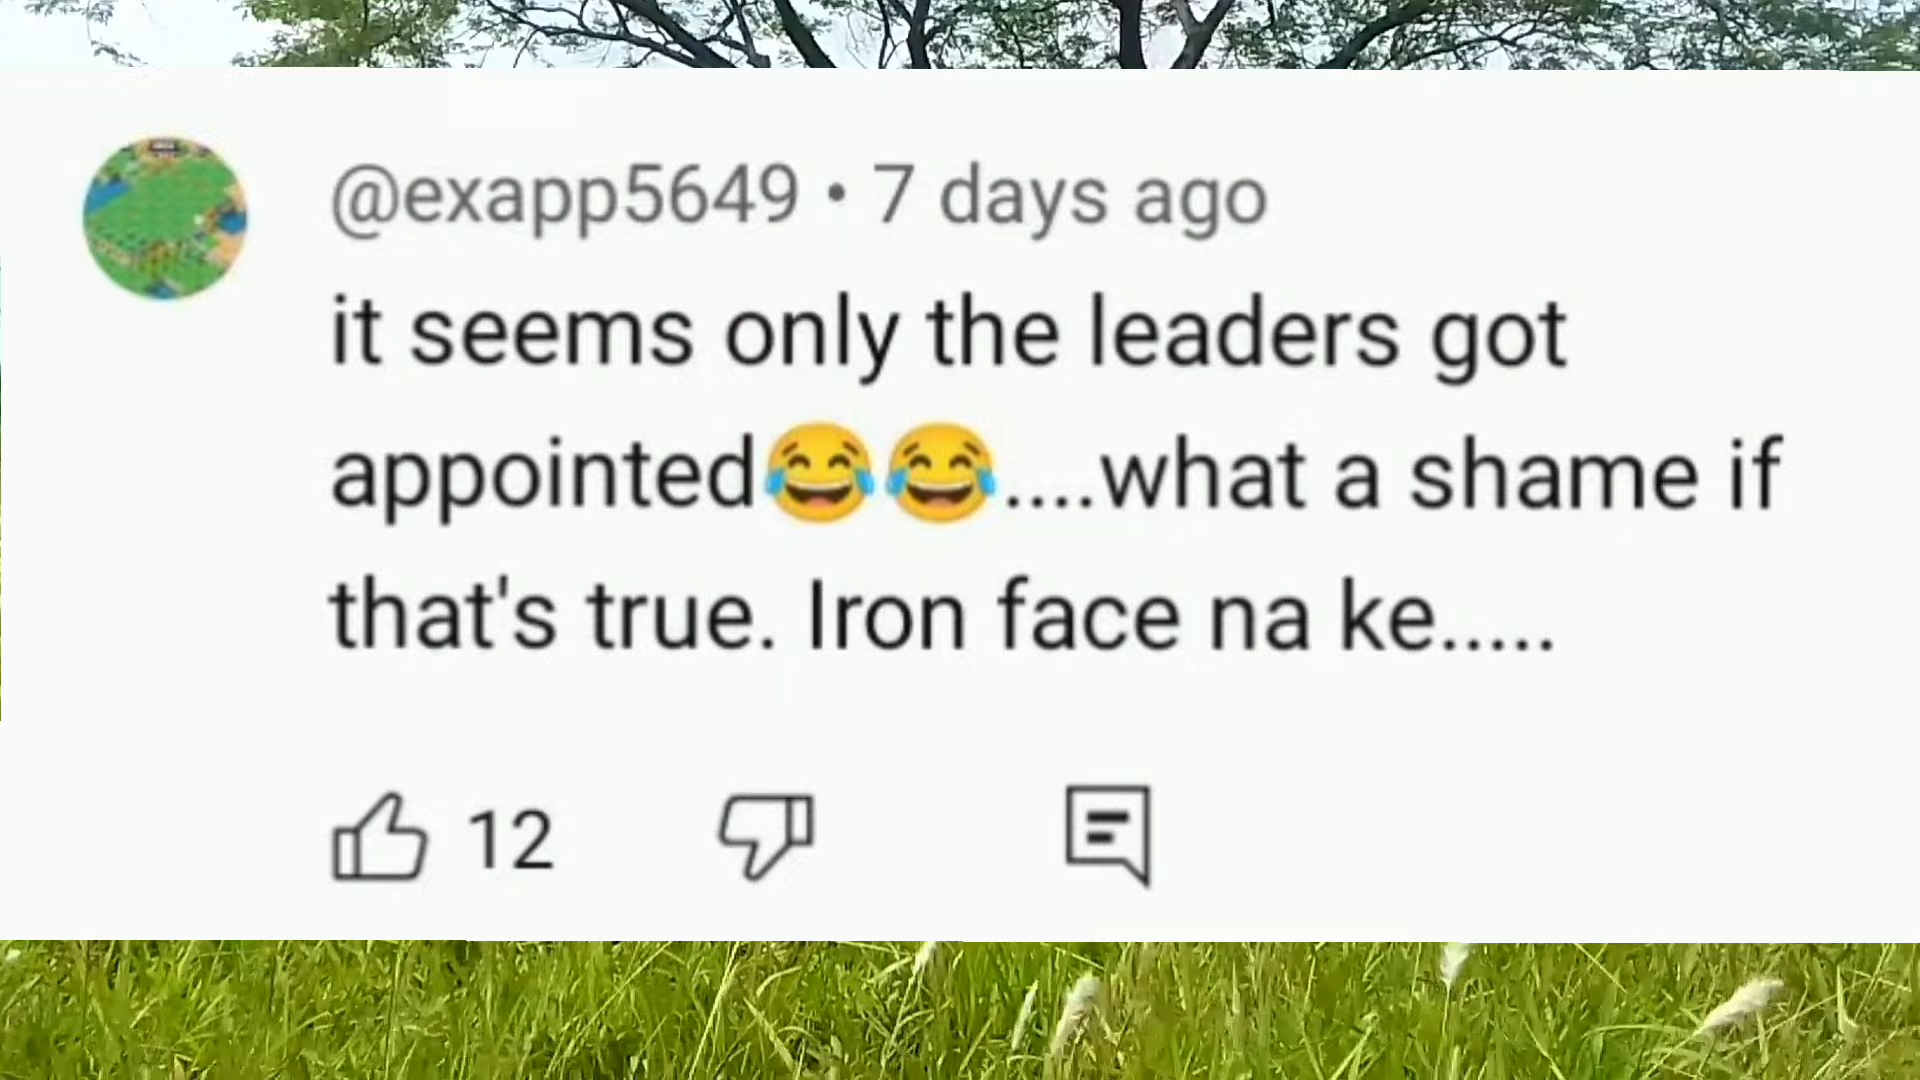 @exapp5649 • 7 days ago
it seems only the leaders got
appointed😂😂....what a shame if
that's true. Iron face na ke.....
12